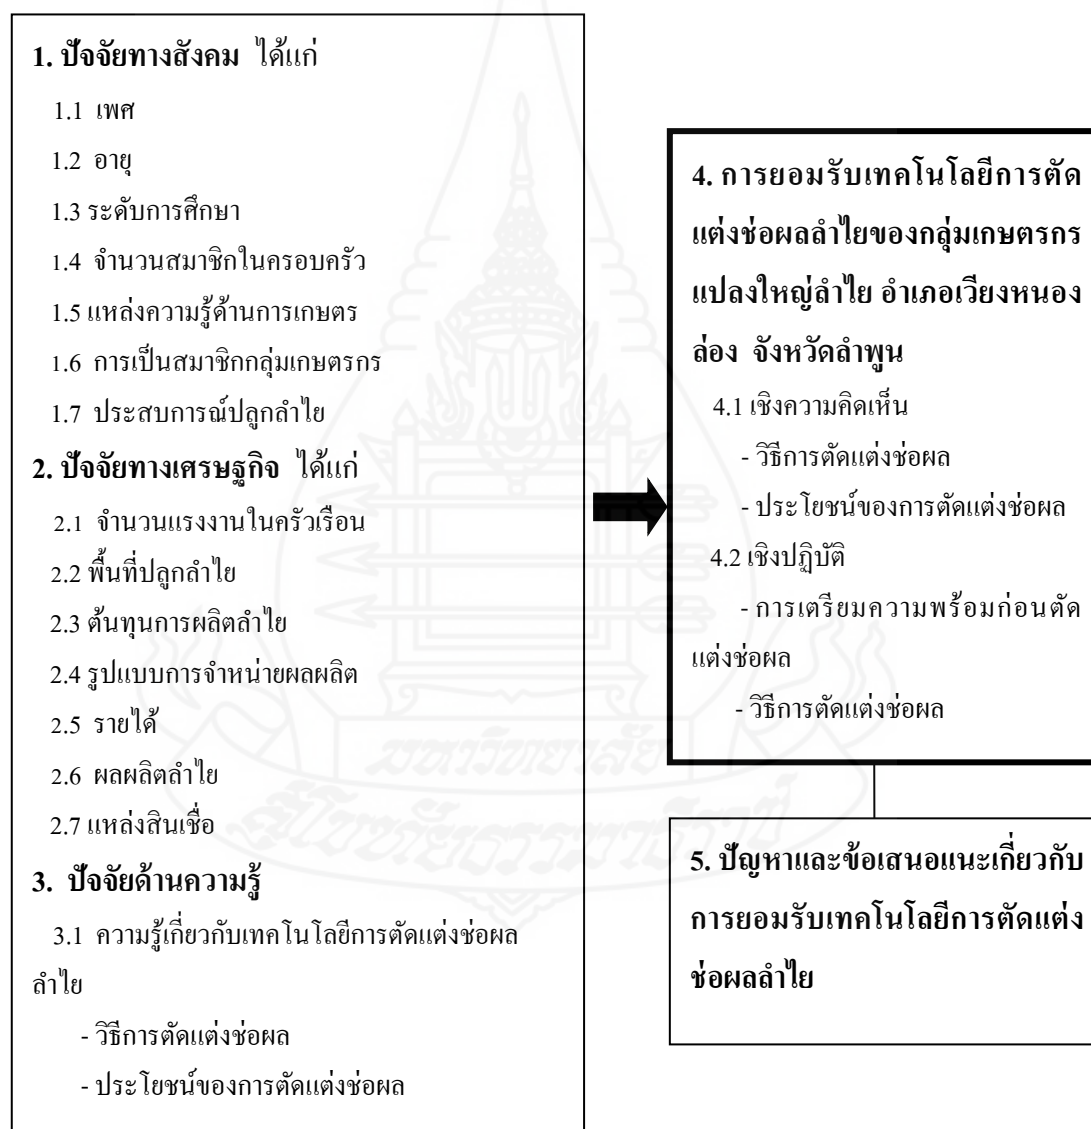 1. ปัจจัยทางสังคม ได้แก่
1.1 เพศ
1.2 อายุ
1.3 ระดับการศึกษา
1.4 จำนวนสมาชิกในครอบครัว
1.5 แหล่งความรู้ด้านการเกษตร
1.6 การเป็นสมาชิกกลุ่มเกษตรกร
1.7 ประสบการณ์ปลูกลำไย
2. ปัจจัยทางเศรษฐกิจ ได้แก่
2.1 จำนวนแรงงานในครัวเรือน
2.2 พื้นที่ปลูกลำไย
2.3 ต้นทุนการผลิตลำไย
2.4 รูปแบบการจำหน่ายผลผลิต
2.5 รายได้
2.6 ผลผลิตลำไย
2.7 แหล่งสินเชื่อ
3. ปัจจัยด้านความรู้
3.1 ความรู้เกี่ยวกับเทคโนโลยีการตัดแต่งช่อผล
ลำไย
- วิธีการตัดแต่งช่อผล
- ประโยชน์ของการตัดแต่งช่อผล
4. การยอมรับเทคโนโลยีการตัด
แต่งช่อผลลำไยของกลุ่มเกษตรกร
แปลงใหญ่ลำไย อำเภอเวียงหนอง
ล่อง จังหวัดลำพูน
4.1 เชิงความคิดเห็น
- วิธีการตัดแต่งช่อผล
- ประโยชน์ของการตัดแต่งช่อผล
4.2 เชิงปฏิบัติ
- การเตรียมความพร้อมก่อนตัด
แต่งช่อผล
- วิธีการตัดแต่งช่อผล
5. ปัญหาและข้อเสนอแนะเกี่ยวกับ
การยอมรับเทคโนโลยีการตัดแต่ง
ช่อผลลำไย
มหาวิทยาลัย
สุโขทัยธรรมาธิราช